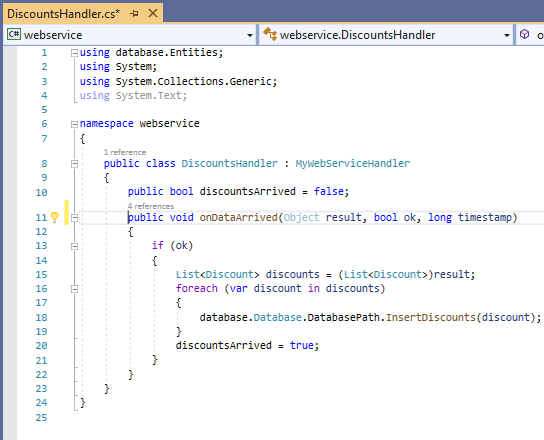 DiscountsHandler.cs*
C# webservice webservice.DiscountsHandler o
1 using database.Entities;
2 using System;
3 using System.Collections.Generic;
4 using System.Text;
5
6 namespace webservice
7 {
1 reference
8 public class DiscountsHandler : MyWebServiceHandler
9 {
10 public bool discountsArrived = false;
4 references
11 public void onDataArrived(Object result, bool ok, long timestamp)
12 {
13 if (ok)
14 {
15 List<Discount> discounts = (List<Discount>)result;
16 foreach (var discount in discounts)
17 {
18 database.Database.DatabasePath.InsertDiscounts(discount);
19 }
20 discountsArrived = true;
21 }
22 }
23 }
24 }
25